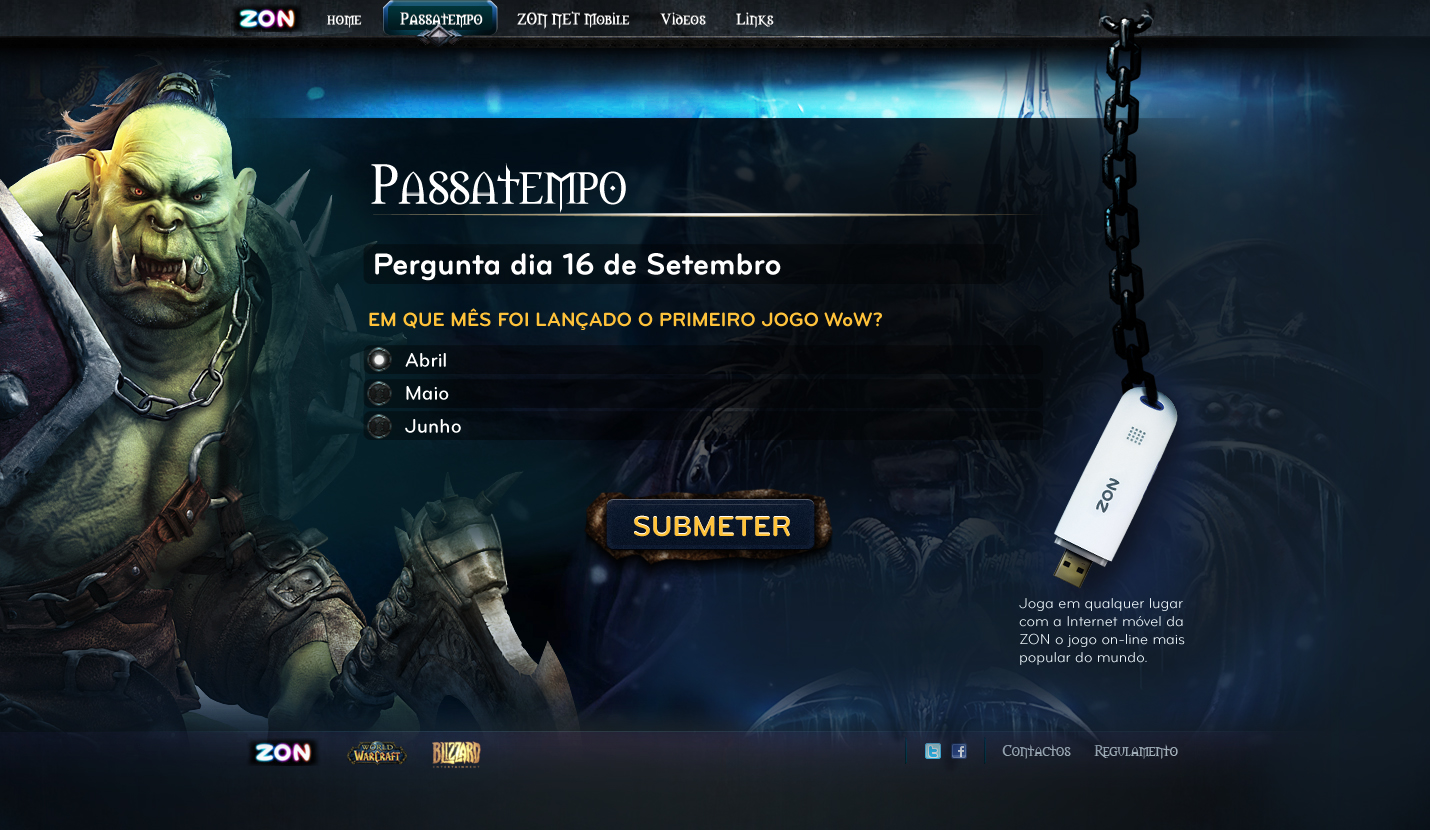 ZON
HOME
PASSATEMPO
ZON NET MOBILE
VIDEOS
LINKS
PASSATEMPO
Pergunta dia 16 de Setembro
EM QUE MÊS FOI LANÇADO O PRIMEIRO JOGO WoW?
Abril
Maio
Junho
SUBMETER
ZON
Joga em qualquer lugar
com a Internet móvel da
ZON o jogo on-line mais
popular do mundo.
ZON
WORLD
OF
WARCRAFT
BLIZZARD
ENTERTAINMENT
t
f
CONTACTOS
REGULAMENTO